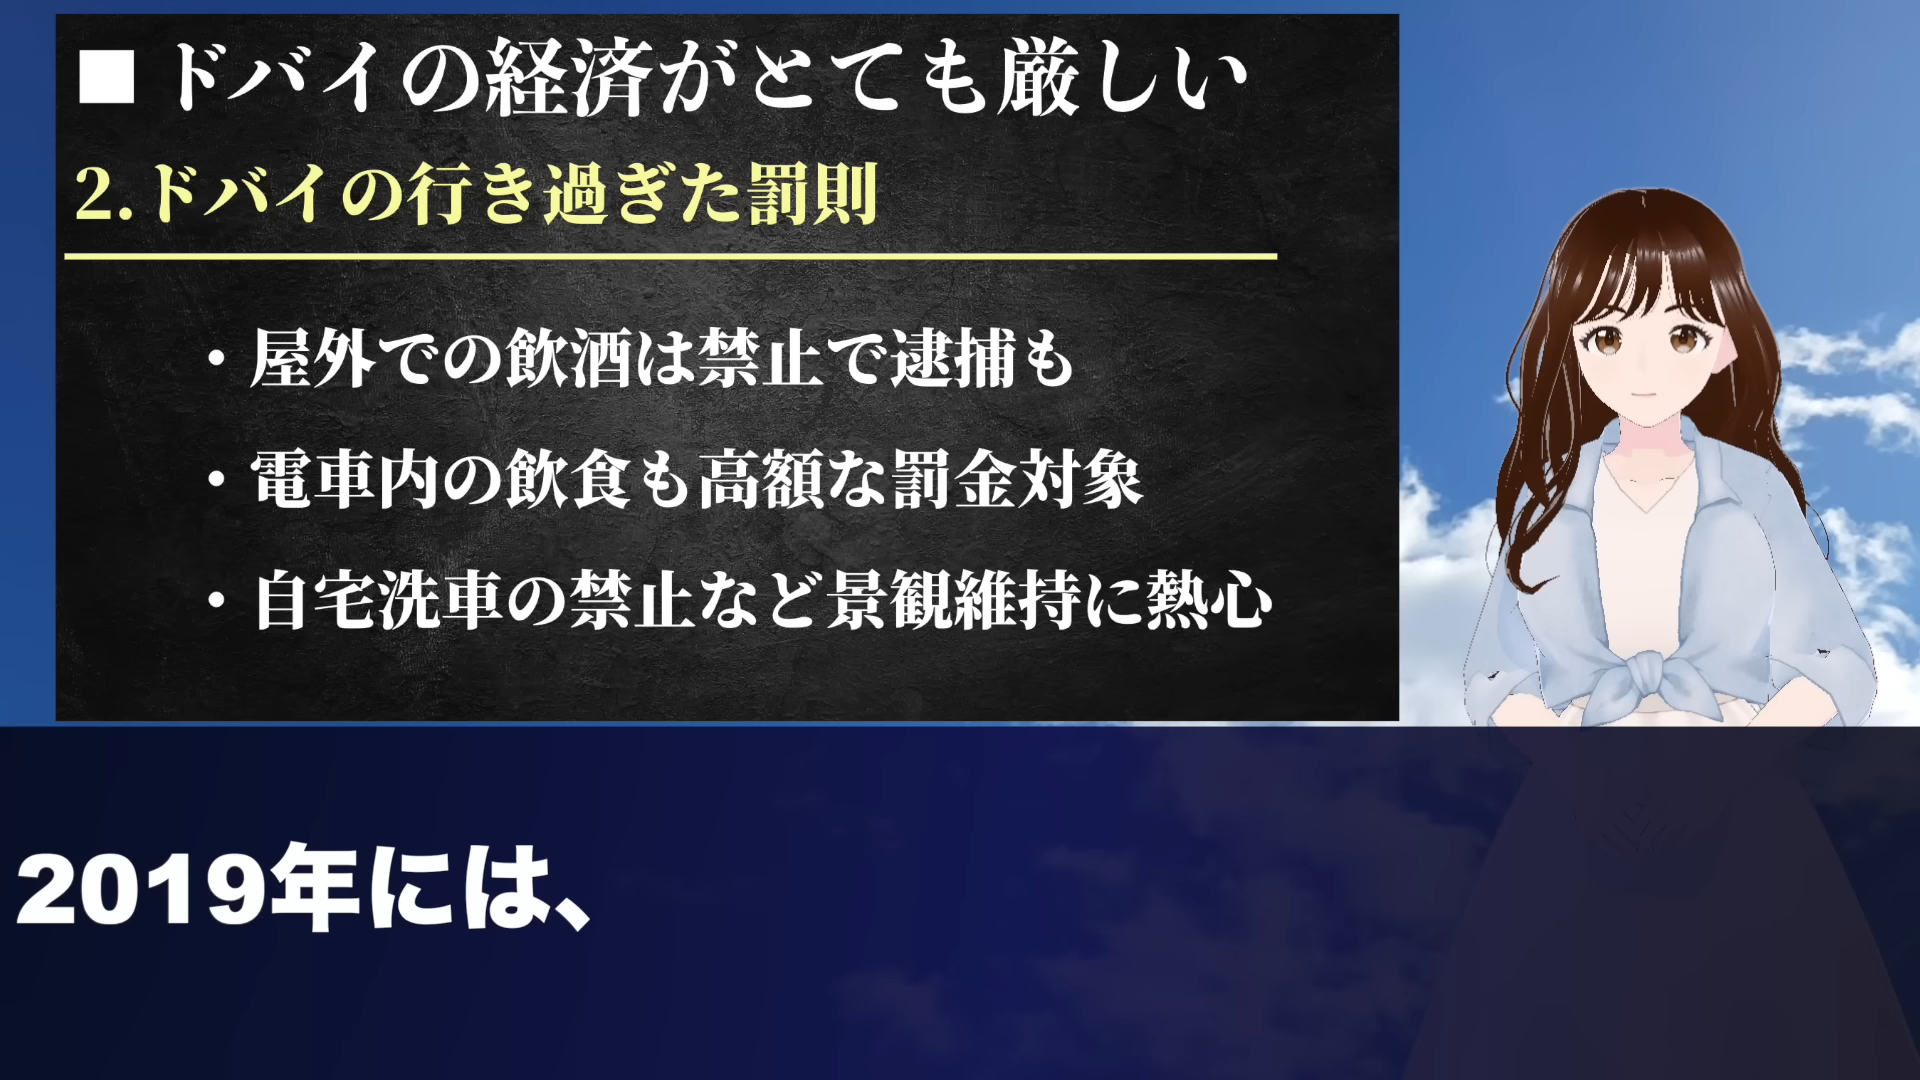 ■ ドバイの経済がとても厳しい
2.ドバイの行き過ぎた罰則
・屋外での飲酒は禁止で逮捕も
・電車内の飲食も高額な罰金対象
・自宅洗車の禁止など景観維持に熱心
2019年には、